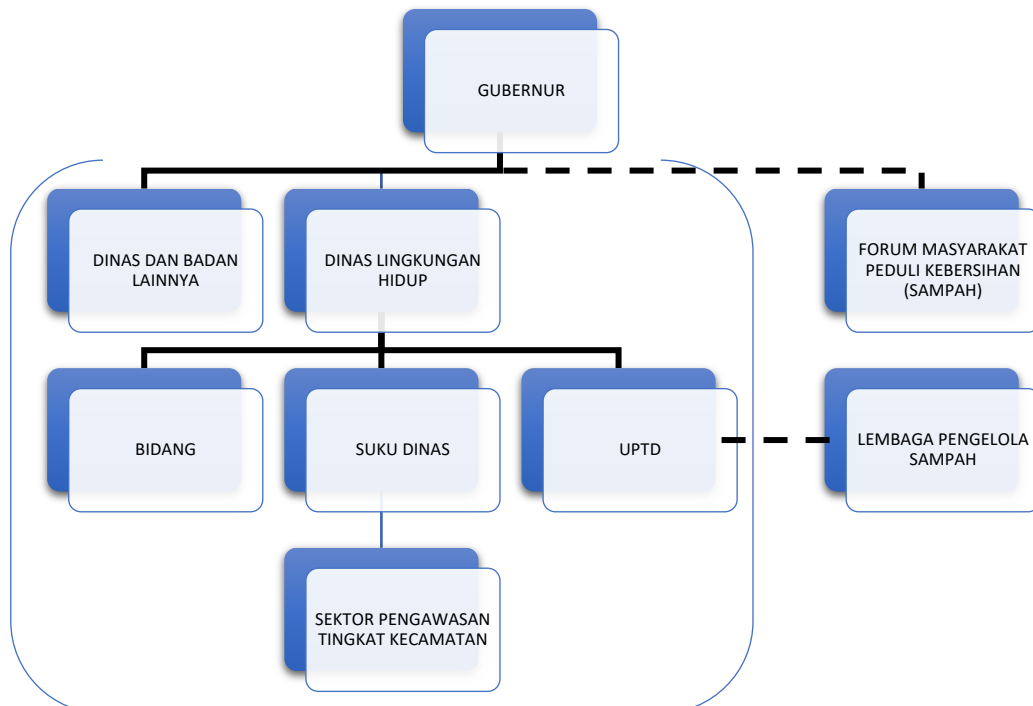 GUBERNUR
DINAS DAN BADAN
LAINNYA
DINAS LINGKUNGAN
HIDUP
FORUM MASYARAKAT
PEDULI KEBERSIHAN
(SAMPAH)
BIDANG
SUKU DINAS
UPTD
LEMBAGA PENGELOLA
SAMPAH
SEKTOR PENGAWASAN
TINGKAT KECAMATAN